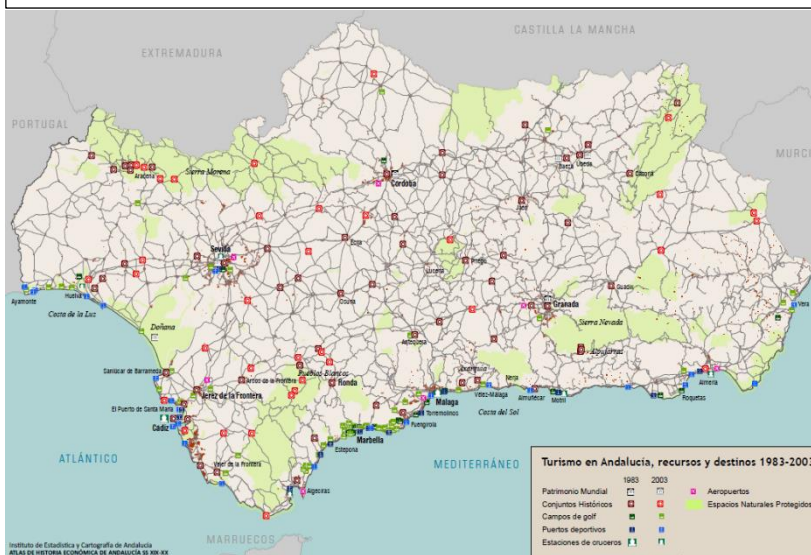 CASTILLA LA MANCHA
EXTREMADURA
PORTUGAL
MURC
Sierra Morena
Aracena
Córdoba
Baeza
Úbeda
Cazorla
Jaén
Sevilla
Écija
Lucena
Priego
Osuna
Guadix
Granada
Ayamonte
Huelva
Costa de la Luz
Doñana
Antequera
Sierra Nevada
Alpujarras
Sanlúcar de Barrameda
Arcos de la Frontera
Pueblos Blancos
Ronda
Axarquía
Nerja
Vera
Jerez de la Frontera
Málaga
Vélez-Málaga
Almuñécar
Motril
Almería
Roquetas
El Puerto de Santa María
Torremolinos
Costa del Sol
Cádiz
Fuengirola
Marbella
Estepona
ATLÁNTICO
MEDITERRÁNEO
Vejer de la Frontera
Algeciras
MARRUECOS
Turismo en Andalucía, recursos y destinos 1983-2003
1983 2003
Patrimonio Mundial Aeropuertos
Conjuntos Históricos Espacios Naturales Protegidos
Campos de golf
Puertos deportivos
Estaciones de cruceros
Instituto de Estadística y Cartografía de Andalucía
ATLAS DE HISTORIA ECONÓMICA DE ANDALUCÍA SS XIX-XX